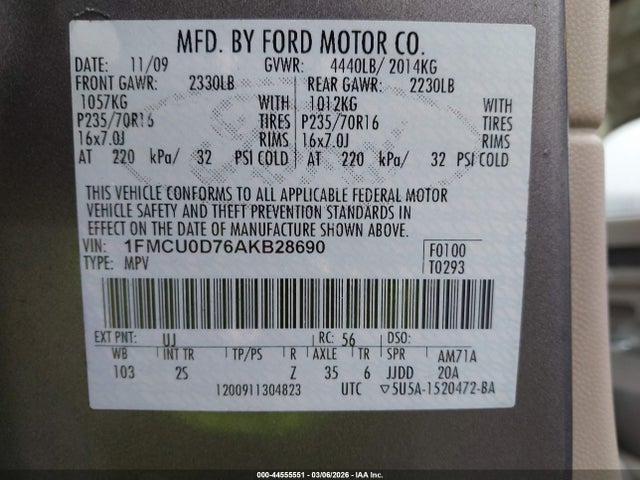 MFD. BY FORD MOTOR CO.
DATE: 11/09 GVWR: 4440LB/ 2014KG
FRONT GAWR: 2330LB REAR GAWR: 2230LB
1057KG WITH 1012KG WITH
P235/70R16 TIRES P235/70R16 TIRES
16x7.0J RIMS 16x7.0J RIMS
AT 220 kPa/ 32 PSI COLD AT 220 kPa/ 32 PSI COLD
THIS VEHICLE CONFORMS TO ALL APPLICABLE FEDERAL MOTOR
VEHICLE SAFETY AND THEFT PREVENTION STANDARDS IN
EFFECT ON THE DATE OF MANUFACTURE SHOWN ABOVE.
VIN: 1FMCU0D76AKB28690 F0100
TYPE: MPV T0293
EXT PNT: UJ RC: 56 DSO:
WB INT TR TP/PS R AXLE TR SPR AM71A
103 2S Z 35 6 JJDD 20A
1200911304823 UTC ▽5U5A-1520472-BA
000-44555551 - 03/06/2026 - IAA Inc.